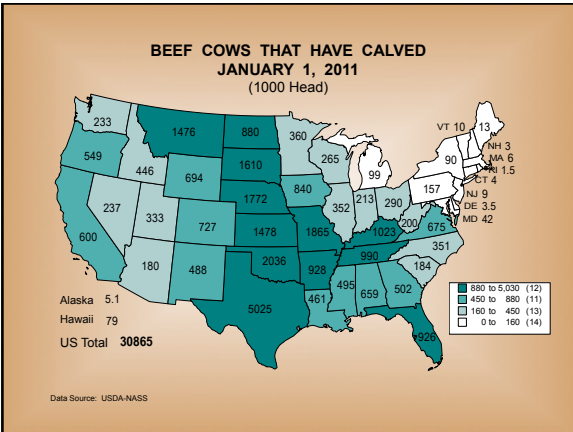 BEEF COWS THAT HAVE CALVED
JANUARY 1, 2011
(1000 Head)
233
1476
880
360
VT 10
13
NH 3
549
446
694
1610
265
99
90
MA 6
RI 1.5
CT 4
840
157
NJ 9
237
333
1772
352
213
290
DE 3.5
600
727
1478
1865
1023
200
675
MD 42
180
488
2036
928
990
351
184
5025
461
495
659
502
926
Alaska 5.1
Hawaii 79
US Total 30865
880 to 5,030 (12)
450 to 880 (11)
160 to 450 (13)
0 to 160 (14)
Data Source: USDA-NASS